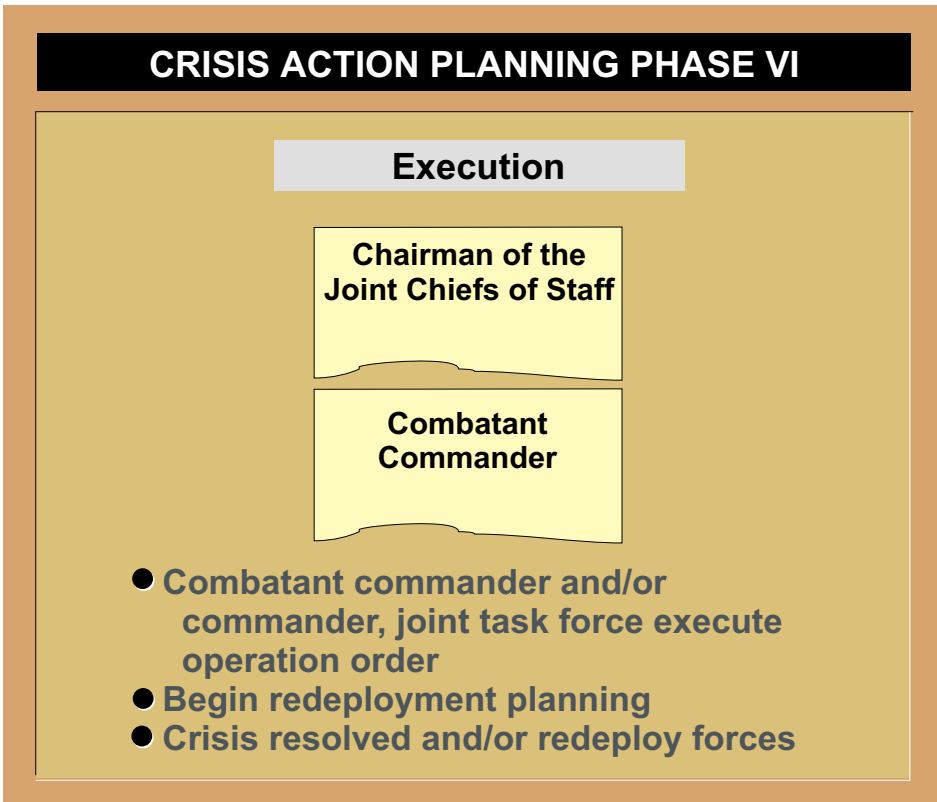 CRISIS ACTION PLANNING PHASE VI
Execution
Chairman of the
Joint Chiefs of Staff
Combatant
Commander
● Combatant commander and/or
commander, joint task force execute
operation order
● Begin redeployment planning
● Crisis resolved and/or redeploy forces